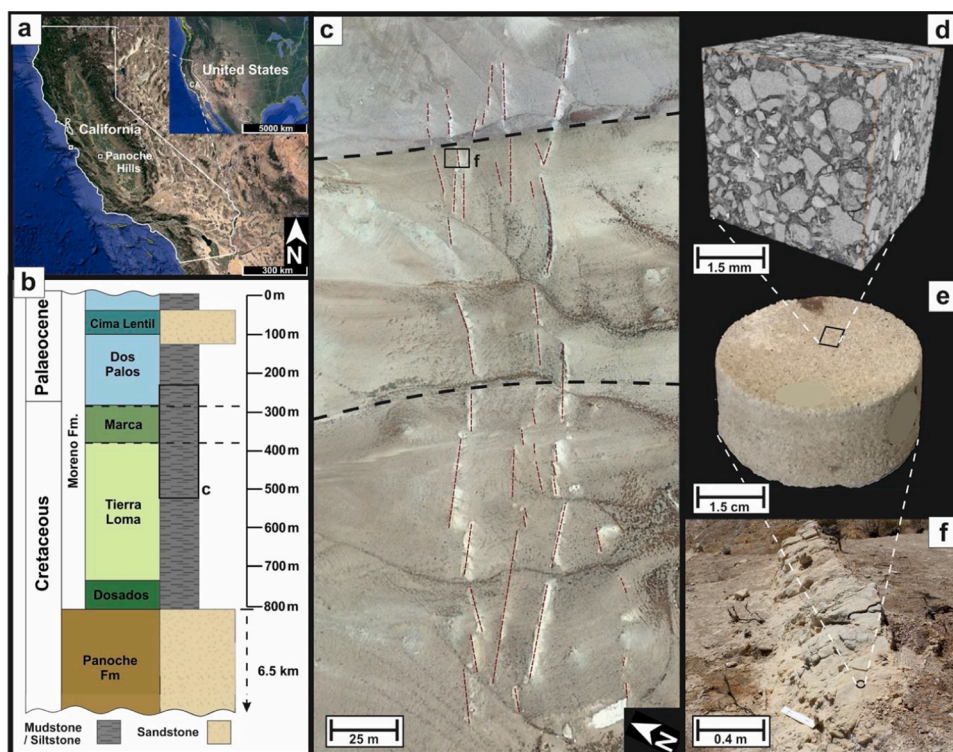 a
United States
CA
5000 km
California
Panoche
Hills
N
300 km
b
Palaeocene
Cretaceous
Moreno Fm.
Cima Lentil
Dos
Palos
Marca
Tierra
Loma
Dosados
Panoche
Fm
0 m
100 m
200 m
300 m
400 m
500 m
600 m
700 m
800 m
c
6.5 km
Mudstone
/ Siltstone
Sandstone
c
f
25 m
N
d
1.5 mm
e
1.5 cm
f
0.4 m